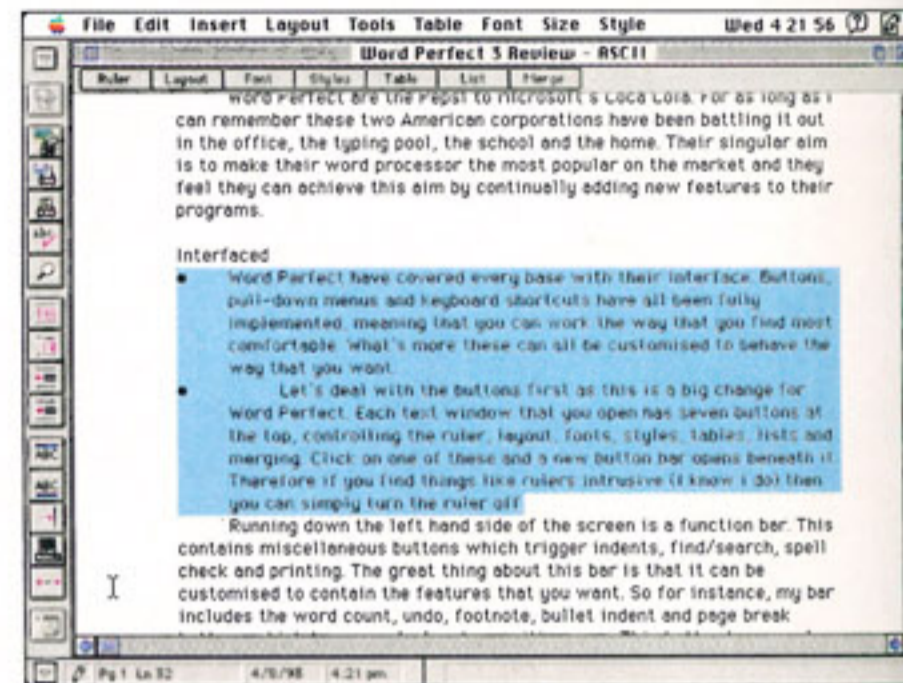 File Edit Insert Layout Tools Table Font Size Style Wed 4 21 56
Word Perfect 3 Review - ASCII
Ruler Layout Font Styles Table List Merge
Word Perfect are the Pepsi to Microsoft's Coca Cola. For as long as I
can remember these two American corporations have been battling it out
in the office, the typing pool, the school and the home. Their singular aim
is to make their word processor the most popular on the market and they
feel they can achieve this aim by continually adding new features to their
programs.
Interfaced
• Word Perfect have covered every base with their interface. Buttons,
pull-down menus and keyboard shortcuts have all been fully
implemented, meaning that you can work the way that you find most
comfortable. What's more these can all be customised to behave the
way that you want.
• Let's deal with the buttons first as this is a big change for
Word Perfect. Each text window that you open has seven buttons at
the top, controlling the ruler, layout, fonts, styles, tables, lists and
merging. Click on one of these and a new button bar opens beneath it.
Therefore if you find things like rulers intrusive (I know I do) then
you can simply turn the ruler off.
Running down the left hand side of the screen is a function bar. This
contains miscellaneous buttons which trigger indents, find/search, spell
check and printing. The great thing about this bar is that it can be
customised to contain the features that you want. So for instance, my bar
includes the word count, undo, footnote, bullet indent and page break
Pg 1 Ln 32 4:21 pm